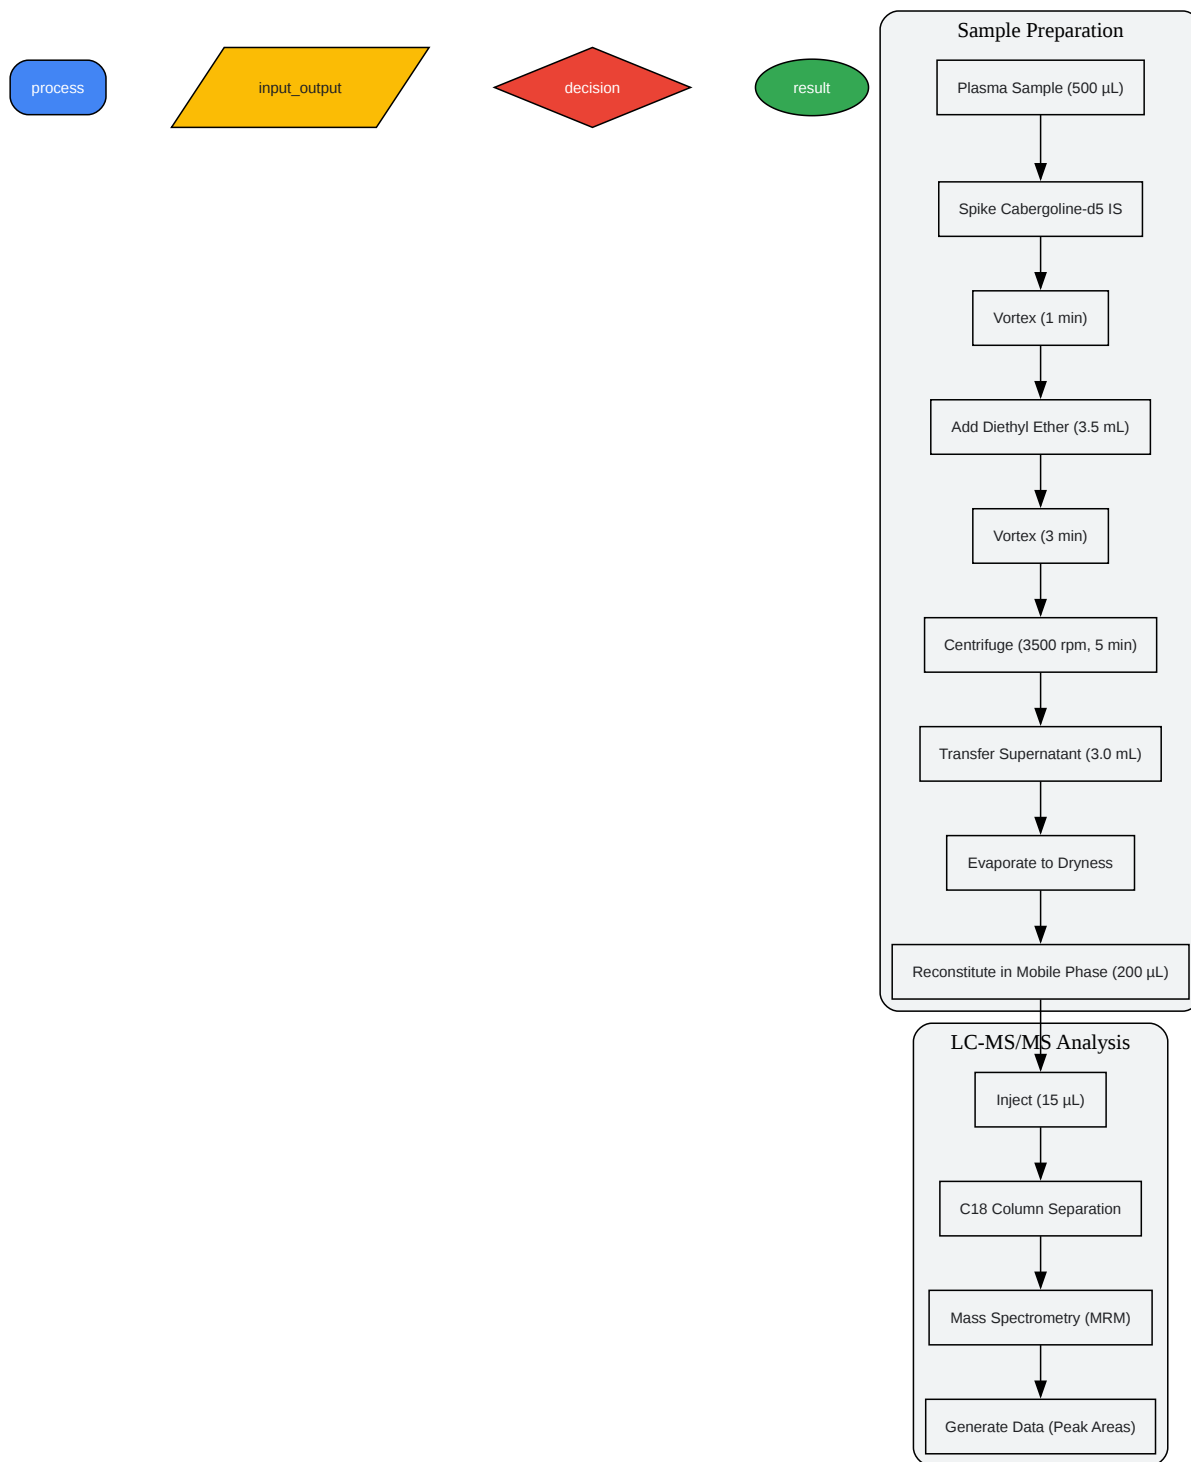 process
input_output
decision
result
Sample Preparation
Plasma Sample (500 µL)
Spike Cabergoline-d5 IS
Vortex (1 min)
Add Diethyl Ether (3.5 mL)
Vortex (3 min)
Centrifuge (3500 rpm, 5 min)
Transfer Supernatant (3.0 mL)
Evaporate to Dryness
Reconstitute in Mobile Phase (200 µL)
LC-MS/MS Analysis
Inject (15 µL)
C18 Column Separation
Mass Spectrometry (MRM)
Generate Data (Peak Areas)